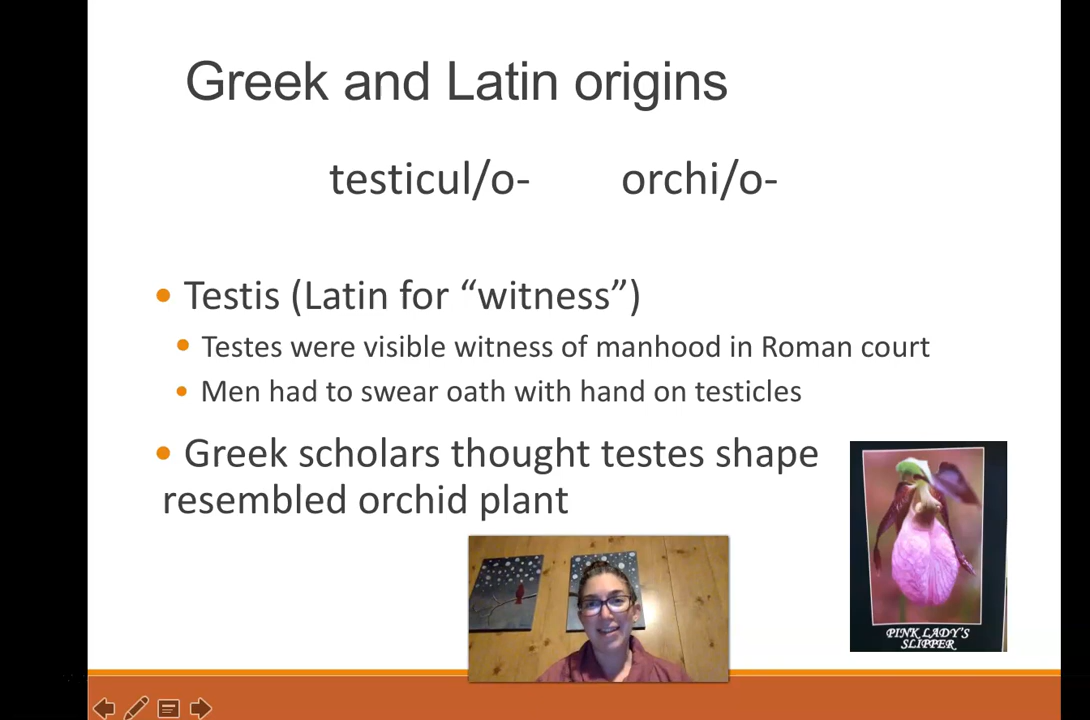 Greek and Latin origins
testicul/o- orchi/o-
• Testis (Latin for “witness”)
• Testes were visible witness of manhood in Roman court
• Men had to swear oath with hand on testicles
• Greek scholars thought testes shape
resembled orchid plant
PINK LADY'S
SLIPPER